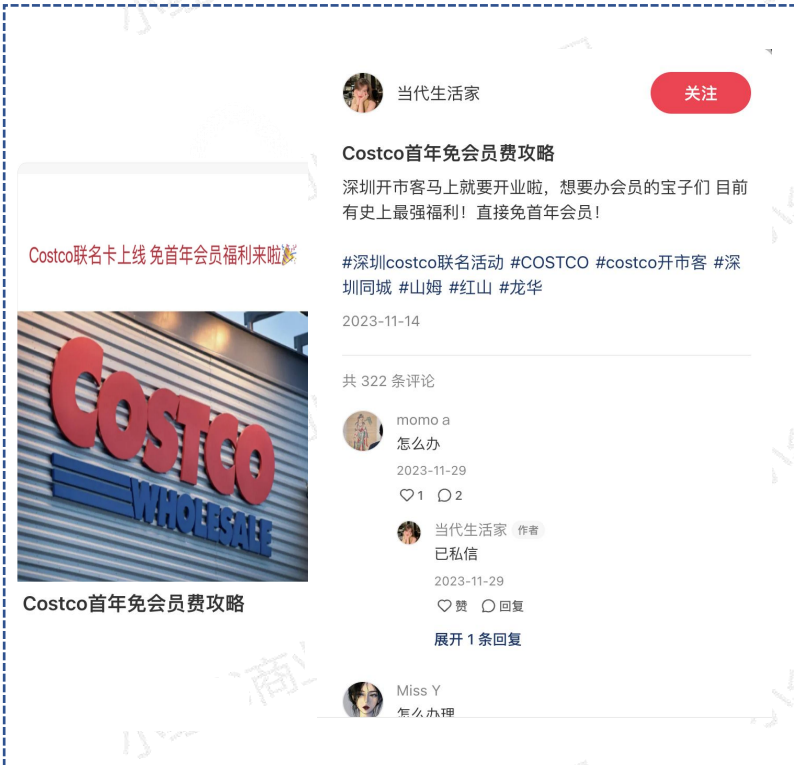 Costco联名卡上线 免首年会员福利来啦🎉
COSTCO
WHOLESALE
Costco首年免会员费攻略
当代生活家
关注
Costco首年免会员费攻略
深圳开市客马上就要开业啦，想要办会员的宝子们 目前
有史上最强福利！直接免首年会员！
#深圳costco联名活动 #COSTCO #costco开市客 #深
圳同城 #山姆 #红山 #龙华
2023-11-14
共 322 条评论
momo a
怎么办
2023-11-29
1 2
当代生活家 作者
已私信
2023-11-29
赞 回复
展开 1 条回复
Miss Y
怎么办理